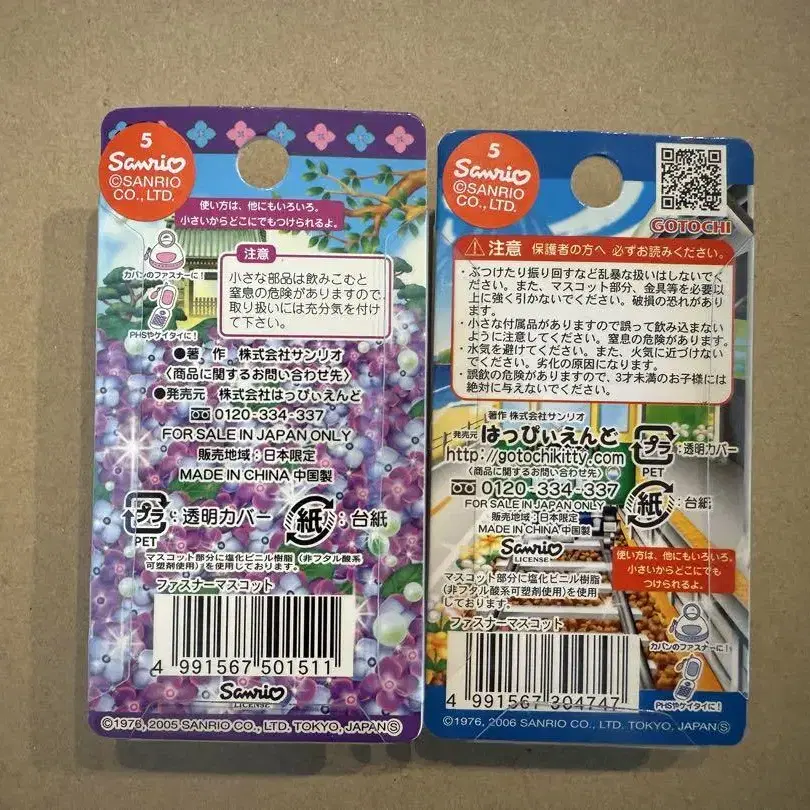 5
Sanrio
©SANRIO
CO., LTD.
使い方は、他にもいろいろ。
小さいからどこにでもつけられるよ。
カバンのファスナーに!
PHSやケイタイに!
注意
小さな部品は飲みこむと
窒息の危険がありますので、
取り扱いには充分気を付け
て下さい。
●著 作 株式会社サンリオ
〈商品に関するお問い合わせ先〉
●発売元 株式会社はっぴぃえんど
0120-334-337
FOR SALE IN JAPAN ONLY
販売地域:日本限定
MADE IN CHINA 中国製
プラ
:透明カバー
PET
紙
:台紙
マスコット部分に塩化ビニル樹脂(非フタル酸系
可塑剤使用)を使用しております。
ファスナーマスコット
4 991567 501511
Sanrio
LICENSE
©1976, 2005 SANRIO CO., LTD. TOKYO, JAPAN Ⓢ
5
Sanrio
©SANRIO
CO., LTD.
GOTOCHI
注意 保護者の方へ 必ずお読みください。
・ぶつけたり振り回すなど乱暴な扱いはしないでく
ださい。また、マスコット部分、金具等を必要以
上に強く引かないでください。破損の恐れがあり
ます。
・小さな付属品がありますので誤って飲み込まない
ように注意してください。窒息の危険があります。
・水気を避けてください。また、火気に近づけない
でください。劣化の原因になります。
・誤飲の危険がありますので、3才未満のお子様には
絶対に与えないでください。
著作 株式会社サンリオ
発売元 はっぴぃえんど
http://gotochikitty.com
〈商品に関するお問い合わせ先〉
0120-334-337
FOR SALE IN JAPAN ONLY
販売地域:日本限定
MADE IN CHINA 中国製
プラ
:透明カバー
PET
紙
:台紙
Sanrio
LICENSE
マスコット部分に塩化ビニル樹脂
(非フタル酸系可塑剤使用)を使用
しております。
使い方は、他にもいろいろ。
小さいからどこにでも
つけられるよ。
カバンのファスナーに!
PHSやケイタイに!
ファスナーマスコット
4 991567 304747
©1976, 2006 SANRIO CO., LTD. TOKYO, JAPAN Ⓢ